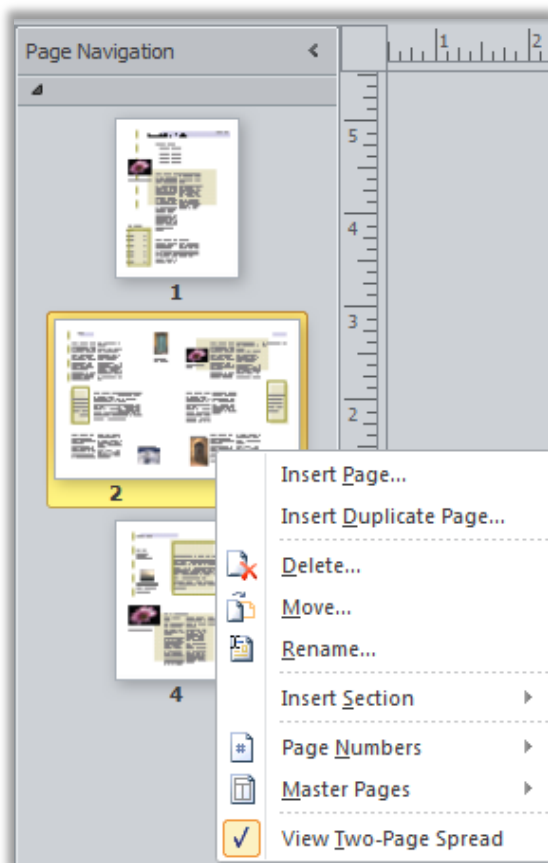 Page Navigation
1
2
5
1
4
3
2
2
4
Insert Page...
Insert Duplicate Page...
Delete...
Move...
Rename...
Insert Section
Page Numbers
Master Pages
View Two-Page Spread